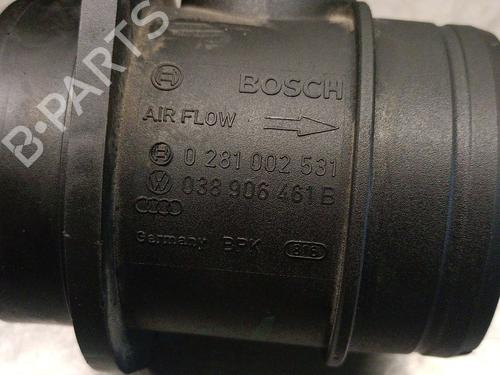 BOSCH
AIR FLOW
0 281 002 531
038 906 461 B
Germany BPK
B-PARTS